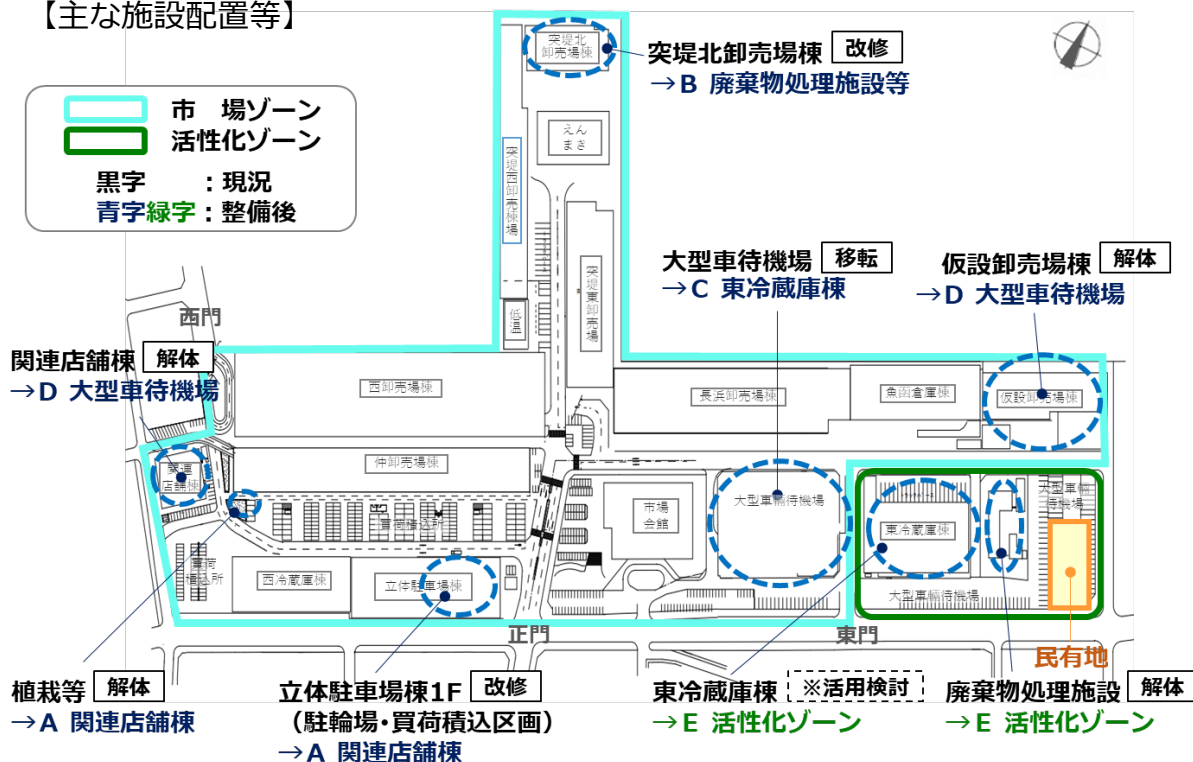 【主な施設配置等】
市　場ゾーン
活性化ゾーン
黒字　：現況
青字緑字：整備後
突堤北
卸売場棟
突堤北卸売場棟 改修
→B 廃棄物処理施設等
えん
まき
突堤西卸売棟場
突堤東卸売場
低温
大型車待機場 移転
→C 東冷蔵庫棟
仮設卸売場棟 解体
→D 大型車待機場
西門
関連店舗棟 解体
→D 大型車待機場
西卸売場棟
長浜卸売場棟
魚函倉庫棟
仮設卸売場棟
関連
店舗棟
仲卸売場棟
買荷積込所
市場
会館
大型車輛待機場
東冷蔵庫棟
大型車輛
待機場
買荷
積込所
西冷蔵庫棟
立体駐車場棟
大型車輛待機場
正門
東門
民有地
植栽等 解体
→A 関連店舗棟
立体駐車場棟1F 改修
（駐輪場・買荷積込区画）
→A 関連店舗棟
東冷蔵庫棟 ※活用検討
→E 活性化ゾーン
廃棄物処理施設 解体
→E 活性化ゾーン